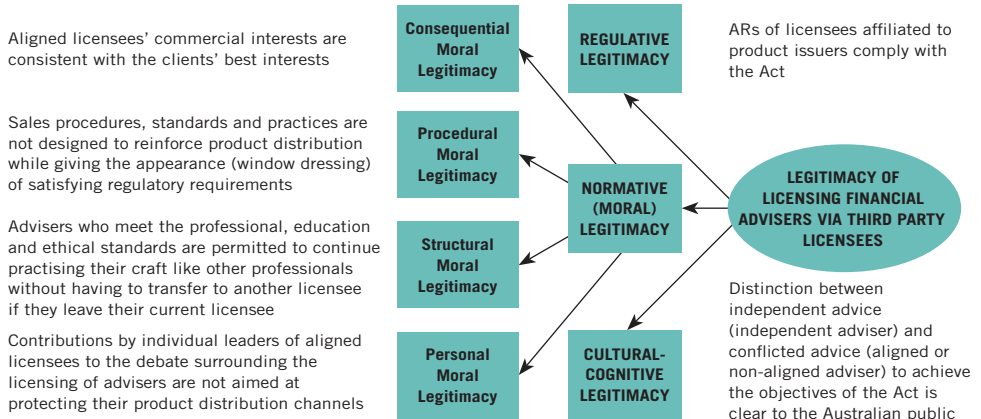 Aligned licensees' commercial interests are
consistent with the clients' best interests
Sales procedures, standards and practices are
not designed to reinforce product distribution
while giving the appearance (window dressing)
of satisfying regulatory requirements
Advisers who meet the professional, education
and ethical standards are permitted to continue
practising their craft like other professionals
without having to transfer to another licensee
if they leave their current licensee
Contributions by individual leaders of aligned
licensees to the debate surrounding the
licensing of advisers are not aimed at
protecting their product distribution channels
Consequential
Moral
Legitimacy
Procedural
Moral
Legitimacy
Structural
Moral
Legitimacy
Personal
Moral
Legitimacy
REGULATIVE
LEGITIMACY
NORMATIVE
(MORAL)
LEGITIMACY
CULTURAL-
COGNITIVE
LEGITIMACY
ARs of licensees affiliated to
product issuers comply with
the Act
LEGITIMACY OF
LICENSING FINANCIAL
ADVISERS VIA THIRD PARTY
LICENSEES
Distinction between
independent advice
(independent adviser) and
conflicted advice (aligned or
non-aligned adviser) to achieve
the objectives of the Act is
clear to the Australian public